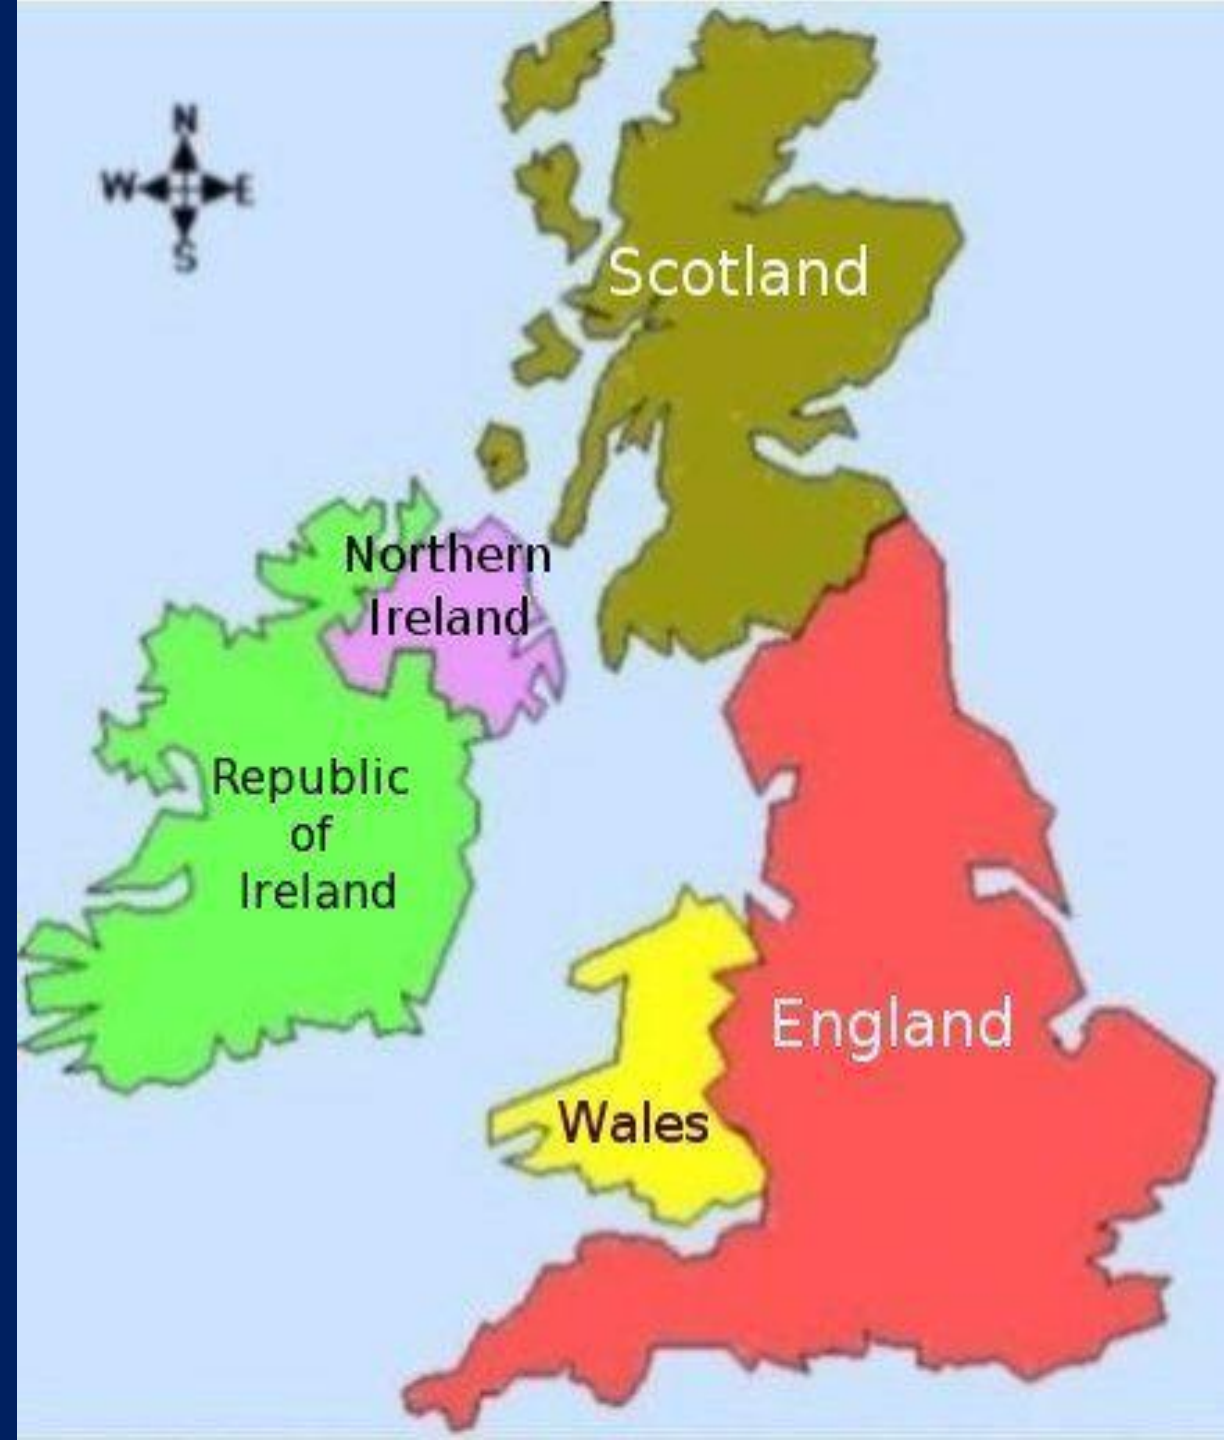 N
W E
S
Scotland
Northern
Ireland
Republic
of
Ireland
England
Wales